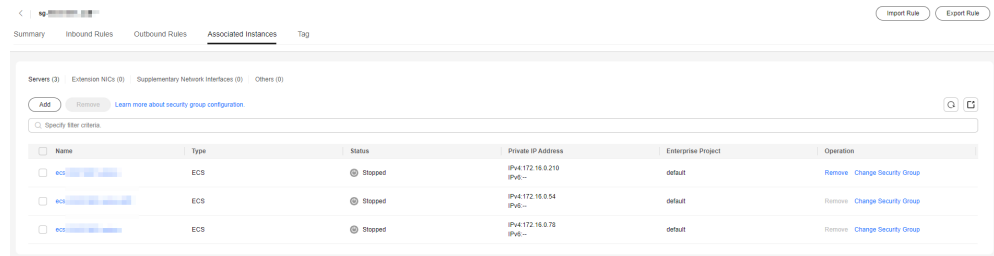 sg-
Import Rule Export Rule
Summary Inbound Rules Outbound Rules Associated Instances Tag
Servers (3) Extension NICs (0) Supplementary Network Interfaces (0) Others (0)
Add Remove Learn more about security group configuration.
Specify filter criteria.
Name Type Status Private IP Address Enterprise Project Operation
ecs ECS Stopped IPv4:172.16.0.210 default Remove Change Security Group
IPv6:--
ecs ECS Stopped IPv4:172.16.0.54 default Remove Change Security Group
IPv6:--
ecs ECS Stopped IPv4:172.16.0.78 default Remove Change Security Group
IPv6:--